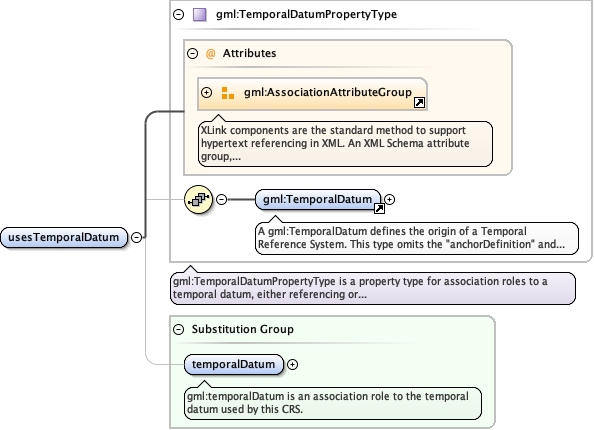 gml:TemporalDatumPropertyType
@ Attributes
gml:AssociationAttributeGroup
XLink components are the standard method to support
hypertext referencing in XML. An XML Schema attribute
group,...
gml:TemporalDatum
A gml:TemporalDatum defines the origin of a Temporal
Reference System. This type omits the "anchorDefinition" and...
usesTemporalDatum
gml:TemporalDatumPropertyType is a property type for association roles to a
temporal datum, either referencing or...
Substitution Group
temporalDatum
gml:temporalDatum is an association role to the temporal
datum used by this CRS.